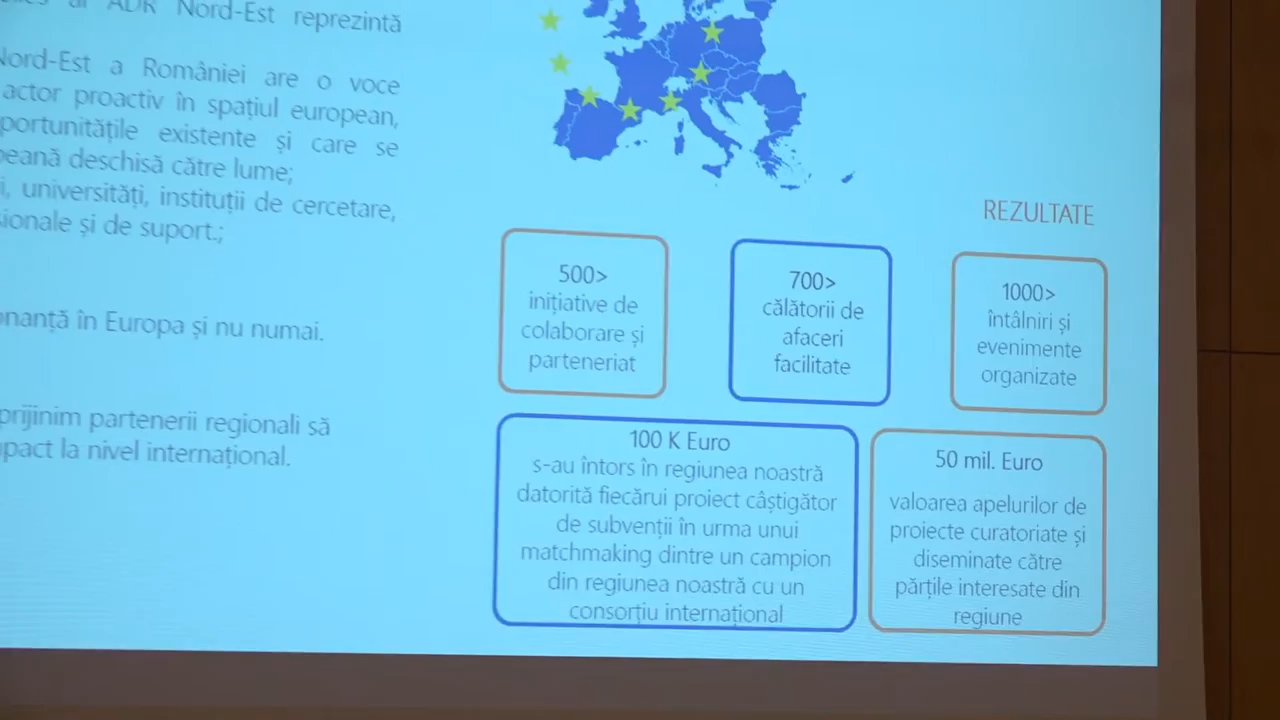 al ADR Nord-Est reprezintă
Nord-Est a României are o voce
actor proactiv în spațiul european,
portunitățile existente și care se
peană deschisă către lume;
i, universități, instituții de cercetare,
sionale și de suport.;
onanță în Europa și nu numai.
prijinim partenerii regionali să
pact la nivel internațional.
REZULTATE
500>
inițiative de
colaborare și
parteneriat
700>
călătorii de
afaceri
facilitate
1000>
întâlniri și
evenimente
organizate
100 K Euro
s-au întors în regiunea noastră
datorită fiecărui proiect câștigător
de subvenții în urma unui
matchmaking dintre un campion
din regiunea noastră cu un
consorțiu internațional
50 mil. Euro
valoarea apelurilor de
proiecte curatoriate și
diseminate către
părțile interesate din
regiune